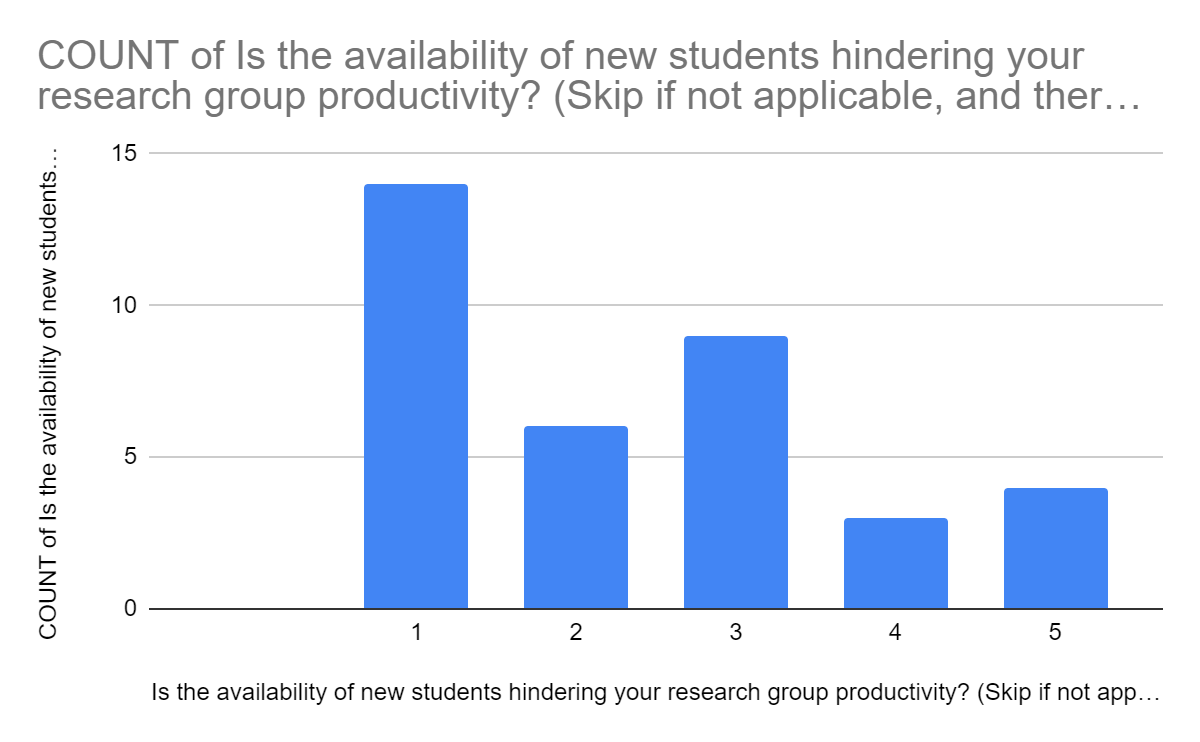 COUNT of Is the availability of new students hindering your
research group productivity? (Skip if not applicable, and ther…
COUNT of Is the availability of new students…
15
10
5
0
1
2
3
4
5
Is the availability of new students hindering your research group productivity? (Skip if not app…